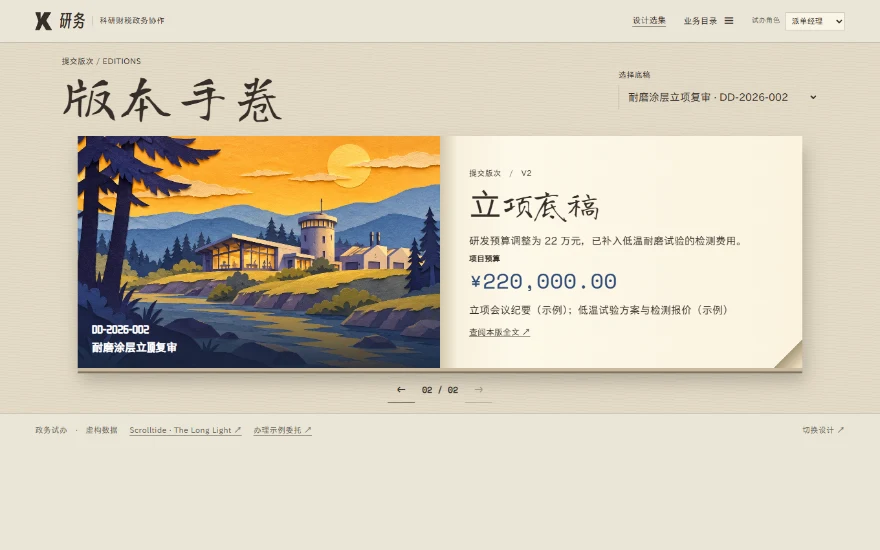 研务
科研财税政务协作
设计选集
业务目录
试办角色
派单经理
提交版次 / EDITIONS
版本手卷
选择底稿
耐磨涂层立项复审 · DD-2026-002
DD-2026-002
耐磨涂层立项复审
提交版次 / V2
立项底稿
研发预算调整为 22 万元，已补入低温耐磨试验的检测费用。
项目预算
¥220,000.00
立项会议纪要（示例）；低温试验方案与检测报价（示例）
查阅本版全文 ↗
← 02 / 02 →
政务试办 · 虚构数据 Scrolltide · The Long Light ↗ 办理示例委托 ↗
切换设计 ↗